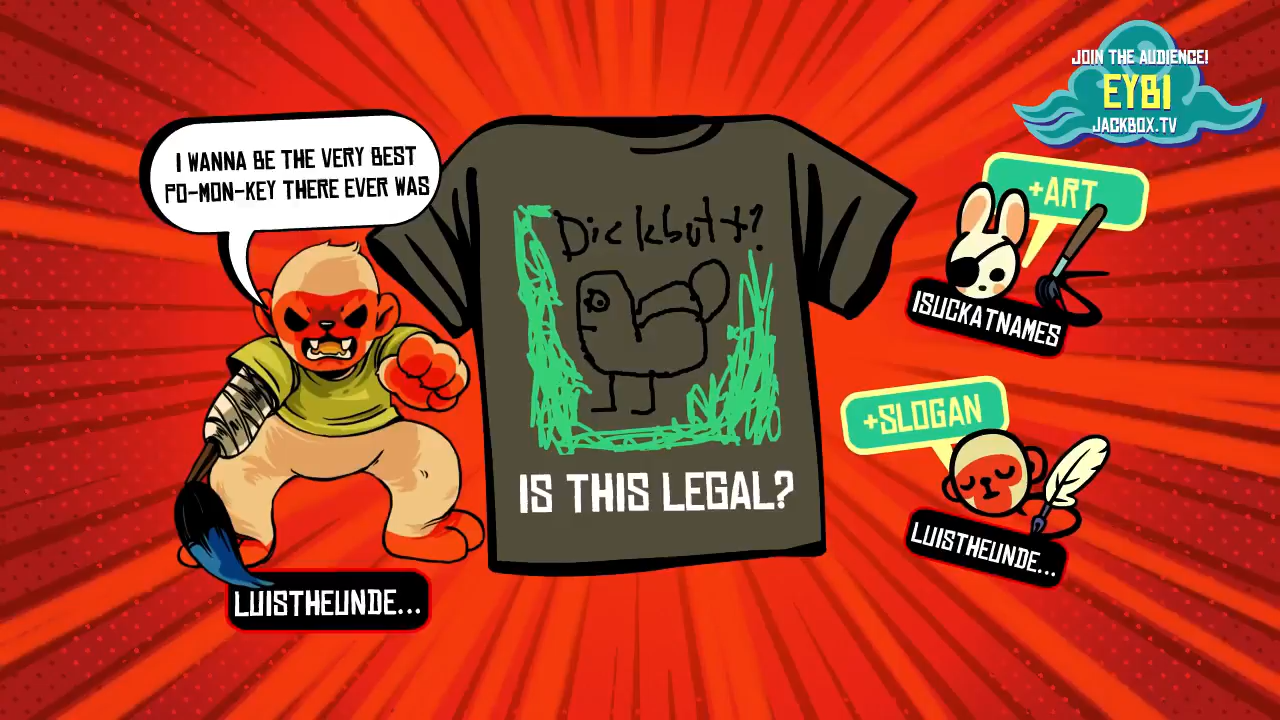 JOIN THE AUDIENCE!
EYBI
JACKBOX.TV
I WANNA BE THE VERY BEST
PO-MON-KEY THERE EVER WAS
Dickbutt?
IS THIS LEGAL?
LUISTHEUNDE...
+ART
ISUCKATNAMES
+SLOGAN
LUISTHEUNDE...